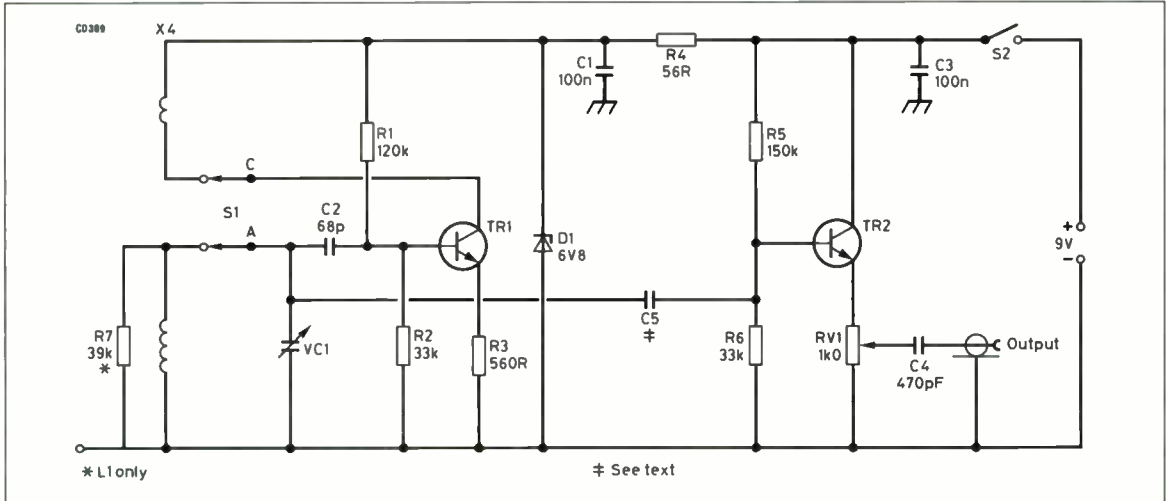 CD389
X4
R4
56R
C1
100n
C3
100n
S2
R1
120k
R5
150k
C
S1
A
C2
68p
TR1
D1
6V8
TR2
+
9V
−
R7
39k
*
VC1
R2
33k
R3
560R
C5
‡
R6
33k
RV1
1k0
C4
470pF
Output
* L1 only
‡ See text